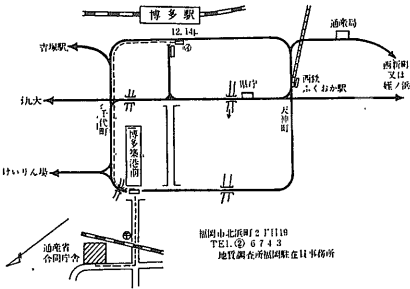 博多駅
12.14
通産局
吉塚駅
西新町
又は
姪ノ浜
県庁
西鉄
ふくおか駅
九大
千代町
天神町
博多築港前
けいりん場
通産省
合同庁舎
福岡市北浜町2丁目19
TEL.② 6743
地質調査所福岡駐在員事務所